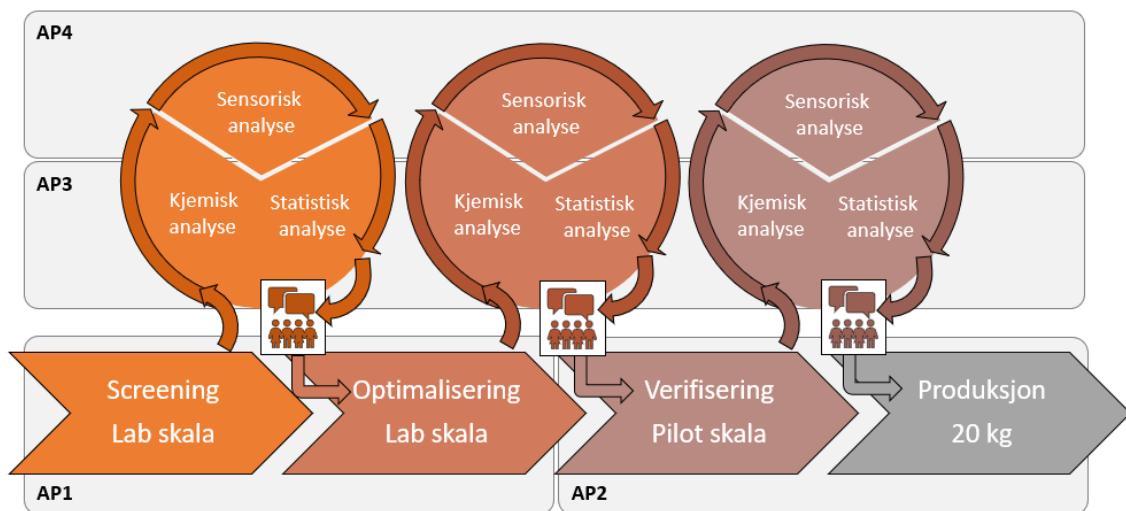 AP4
Sensorisk
analyse
Sensorisk
analyse
Sensorisk
analyse
AP3
Kjemisk
analyse
Statistisk
analyse
Kjemisk
analyse
Statistisk
analyse
Kjemisk
analyse
Statistisk
analyse
Screening
Lab skala
Optimalisering
Lab skala
Verifisering
Pilot skala
Produksjon
20 kg
AP1
AP2